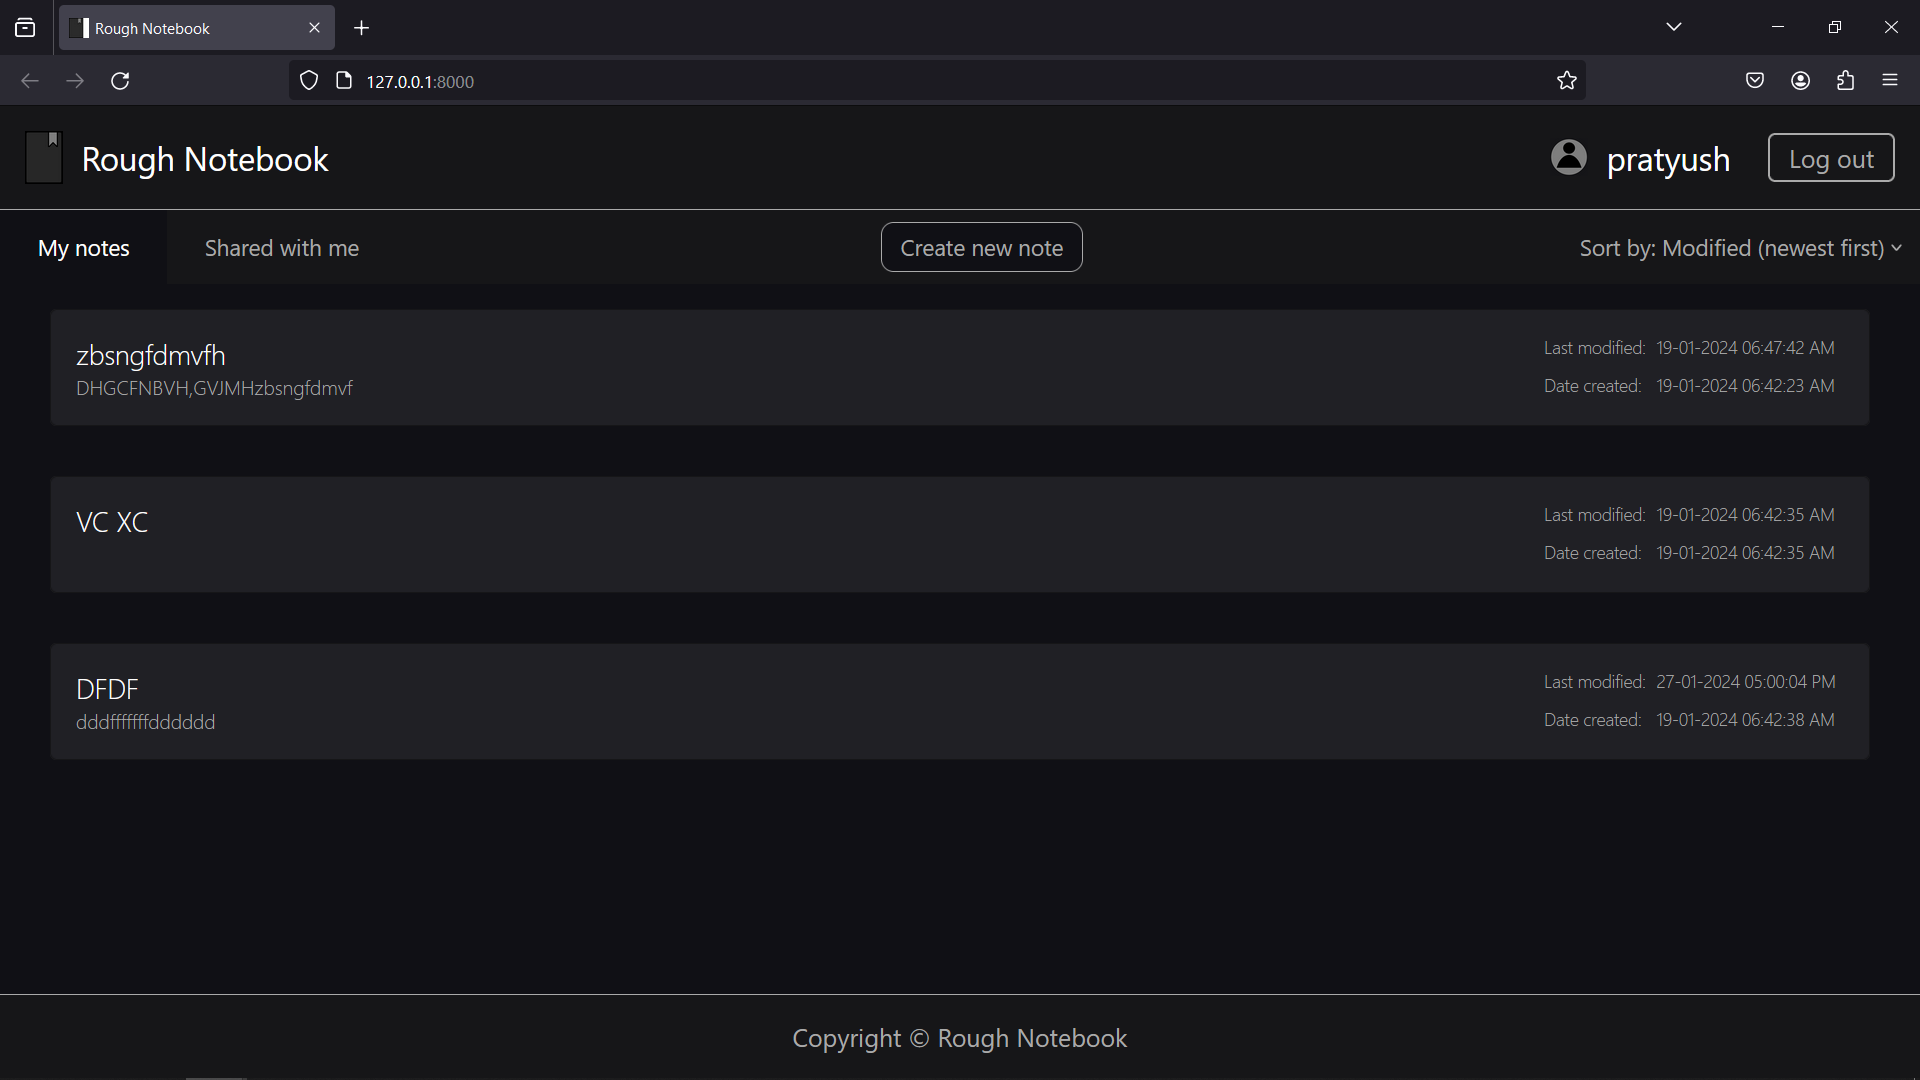 Rough Notebook
127.0.0.1:8000
Rough Notebook
pratyush
Log out
My notes
Shared with me
Create new note
Sort by: Modified (newest first)
zbsngfdmvfh
DHGCFNBVH,GVJMHzbsngfdmvf
Last modified: 19-01-2024 06:47:42 AM
Date created: 19-01-2024 06:42:23 AM
VC XC
Last modified: 19-01-2024 06:42:35 AM
Date created: 19-01-2024 06:42:35 AM
DFDF
Last modified: 27-01-2024 05:00:04 PM
Date created: 19-01-2024 06:42:38 AM
Copyright © Rough Notebook